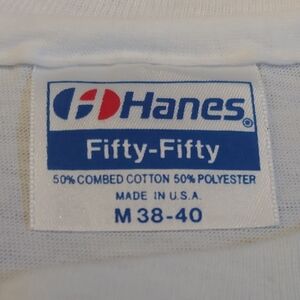 Hanes®
Fifty-Fifty
50% COMBED COTTON 50% POLYESTER
MADE IN U.S.A.
M 38-40